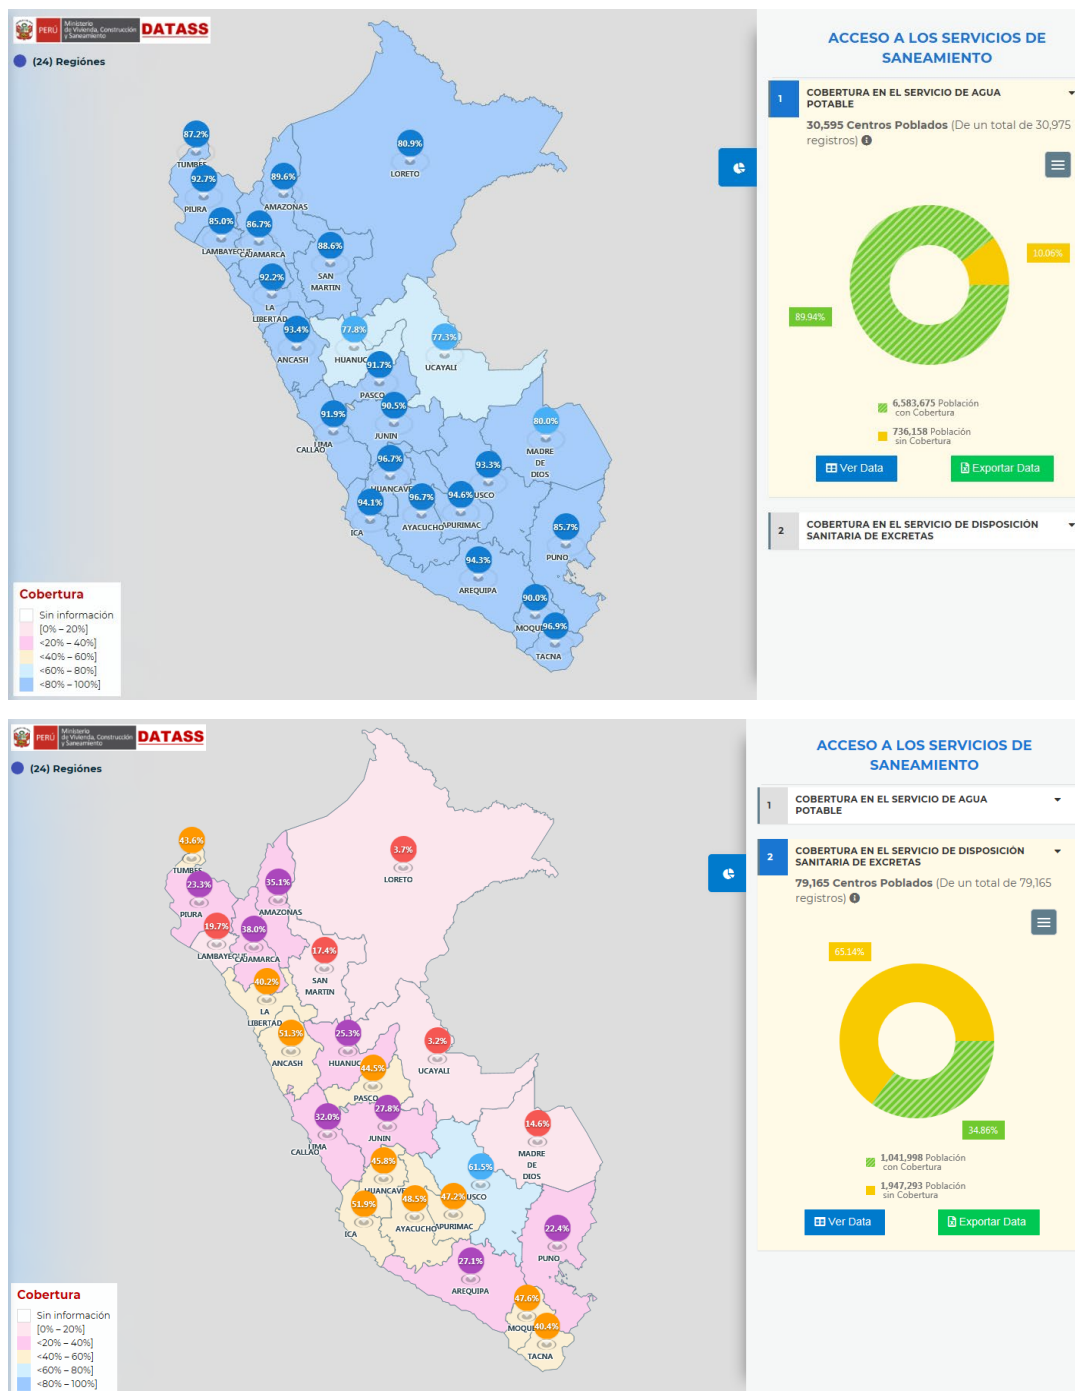 PERÚ
Ministerio
de Vivienda, Construcción
y Saneamiento
DATASS
(24) Regiónes
87.2%
TUMBES
92.7%
PIURA
89.6%
AMAZONAS
80.9%
LORETO
85.0%
LAMBAYEQUE
86.7%
CAJAMARCA
88.6%
SAN
MARTIN
92.2%
LA
LIBERTAD
93.4%
ANCASH
77.8%
HUANUC
77.3%
UCAYALI
91.7%
PASCO
90.5%
JUNIN
91.9%
LIMA
CALLAO
80.0%
MADRE
DE
DIOS
96.7%
HUANCAVE
93.3%
USCO
94.1%
ICA
96.7%
AYACUCHO
94.6%
APURIMAC
85.7%
PUNO
94.3%
AREQUIPA
90.0%
MOQU
96.9%
TACNA
Cobertura
Sin información
[0% – 20%]
<20% – 40%]
<40% – 60%]
<60% – 80%]
<80% – 100%]
ACCESO A LOS SERVICIOS DE
SANEAMIENTO
1
COBERTURA EN EL SERVICIO DE AGUA
POTABLE
30,595 Centros Poblados (De un total de 30,975
registros)
10.06%
89.94%
6,583,675 Población
con Cobertura
736,158 Población
sin Cobertura
Ver Data
Exportar Data
2
COBERTURA EN EL SERVICIO DE DISPOSICIÓN
SANITARIA DE EXCRETAS
PERÚ
Ministerio
de Vivienda, Construcción
y Saneamiento
DATASS
(24) Regiónes
43.6%
TUMBES
23.3%
PIURA
35.1%
AMAZONAS
3.7%
LORETO
19.7%
LAMBAYEQUE
38.0%
CAJAMARCA
17.4%
SAN
MARTIN
40.2%
LA
LIBERTAD
51.3%
ANCASH
25.3%
HUANUC
3.2%
UCAYALI
44.5%
PASCO
27.8%
JUNIN
32.0%
LIMA
CALLAO
14.6%
MADRE
DE
DIOS
45.8%
HUANCAVE
61.5%
USCO
51.9%
ICA
48.5%
AYACUCHO
47.2%
APURIMAC
22.4%
PUNO
27.1%
AREQUIPA
47.6%
MOQUE
40.4%
TACNA
Cobertura
Sin información
[0% – 20%]
<20% – 40%]
<40% – 60%]
<60% – 80%]
<80% – 100%]
ACCESO A LOS SERVICIOS DE
SANEAMIENTO
1
COBERTURA EN EL SERVICIO DE AGUA
POTABLE
2
COBERTURA EN EL SERVICIO DE DISPOSICIÓN
SANITARIA DE EXCRETAS
79,165 Centros Poblados (De un total de 79,165
registros)
65.14%
34.86%
1,041,998 Población
con Cobertura
1,947,293 Población
sin Cobertura
Ver Data
Exportar Data